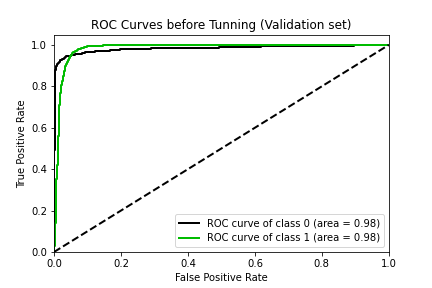 ROC Curves before Tunning (Validation set)
1.0
0.8
0.6
0.4
0.2
0.0
True Positive Rate
ROC curve of class 0 (area = 0.98)
ROC curve of class 1 (area = 0.98)
0.0 0.2 0.4 0.6 0.8 1.0
False Positive Rate